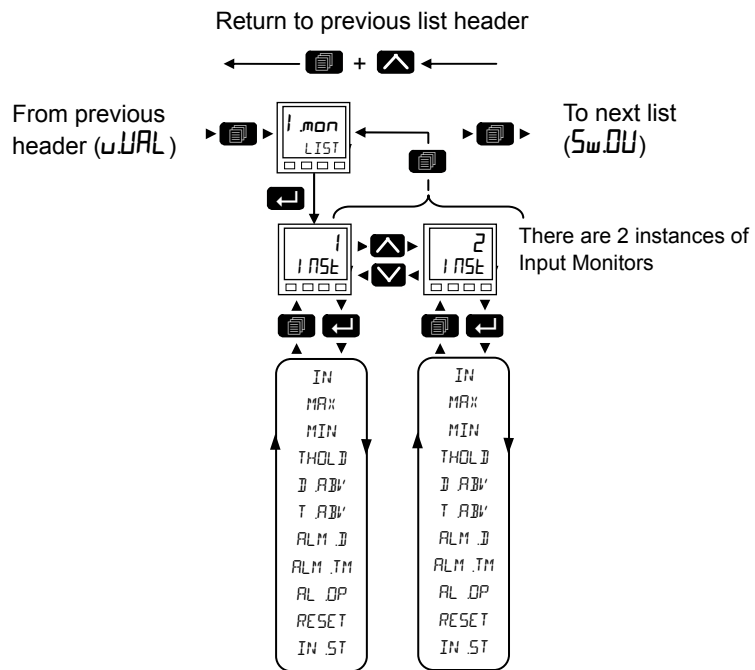 Return to previous list header
+
From previous
header (u.VAL)
I.mon
LIST
To next list
(Sw.OV)
1
INSt
2
INSt
There are 2 instances of
Input Monitors
IN
MAX
MIN
THOLD
D.ABV
T.ABV
ALM.D
ALM.TM
AL.OP
RESET
IN.ST
IN
MAX
MIN
THOLD
D.ABV
T.ABV
ALM.D
ALM.TM
AL.OP
RESET
IN.ST